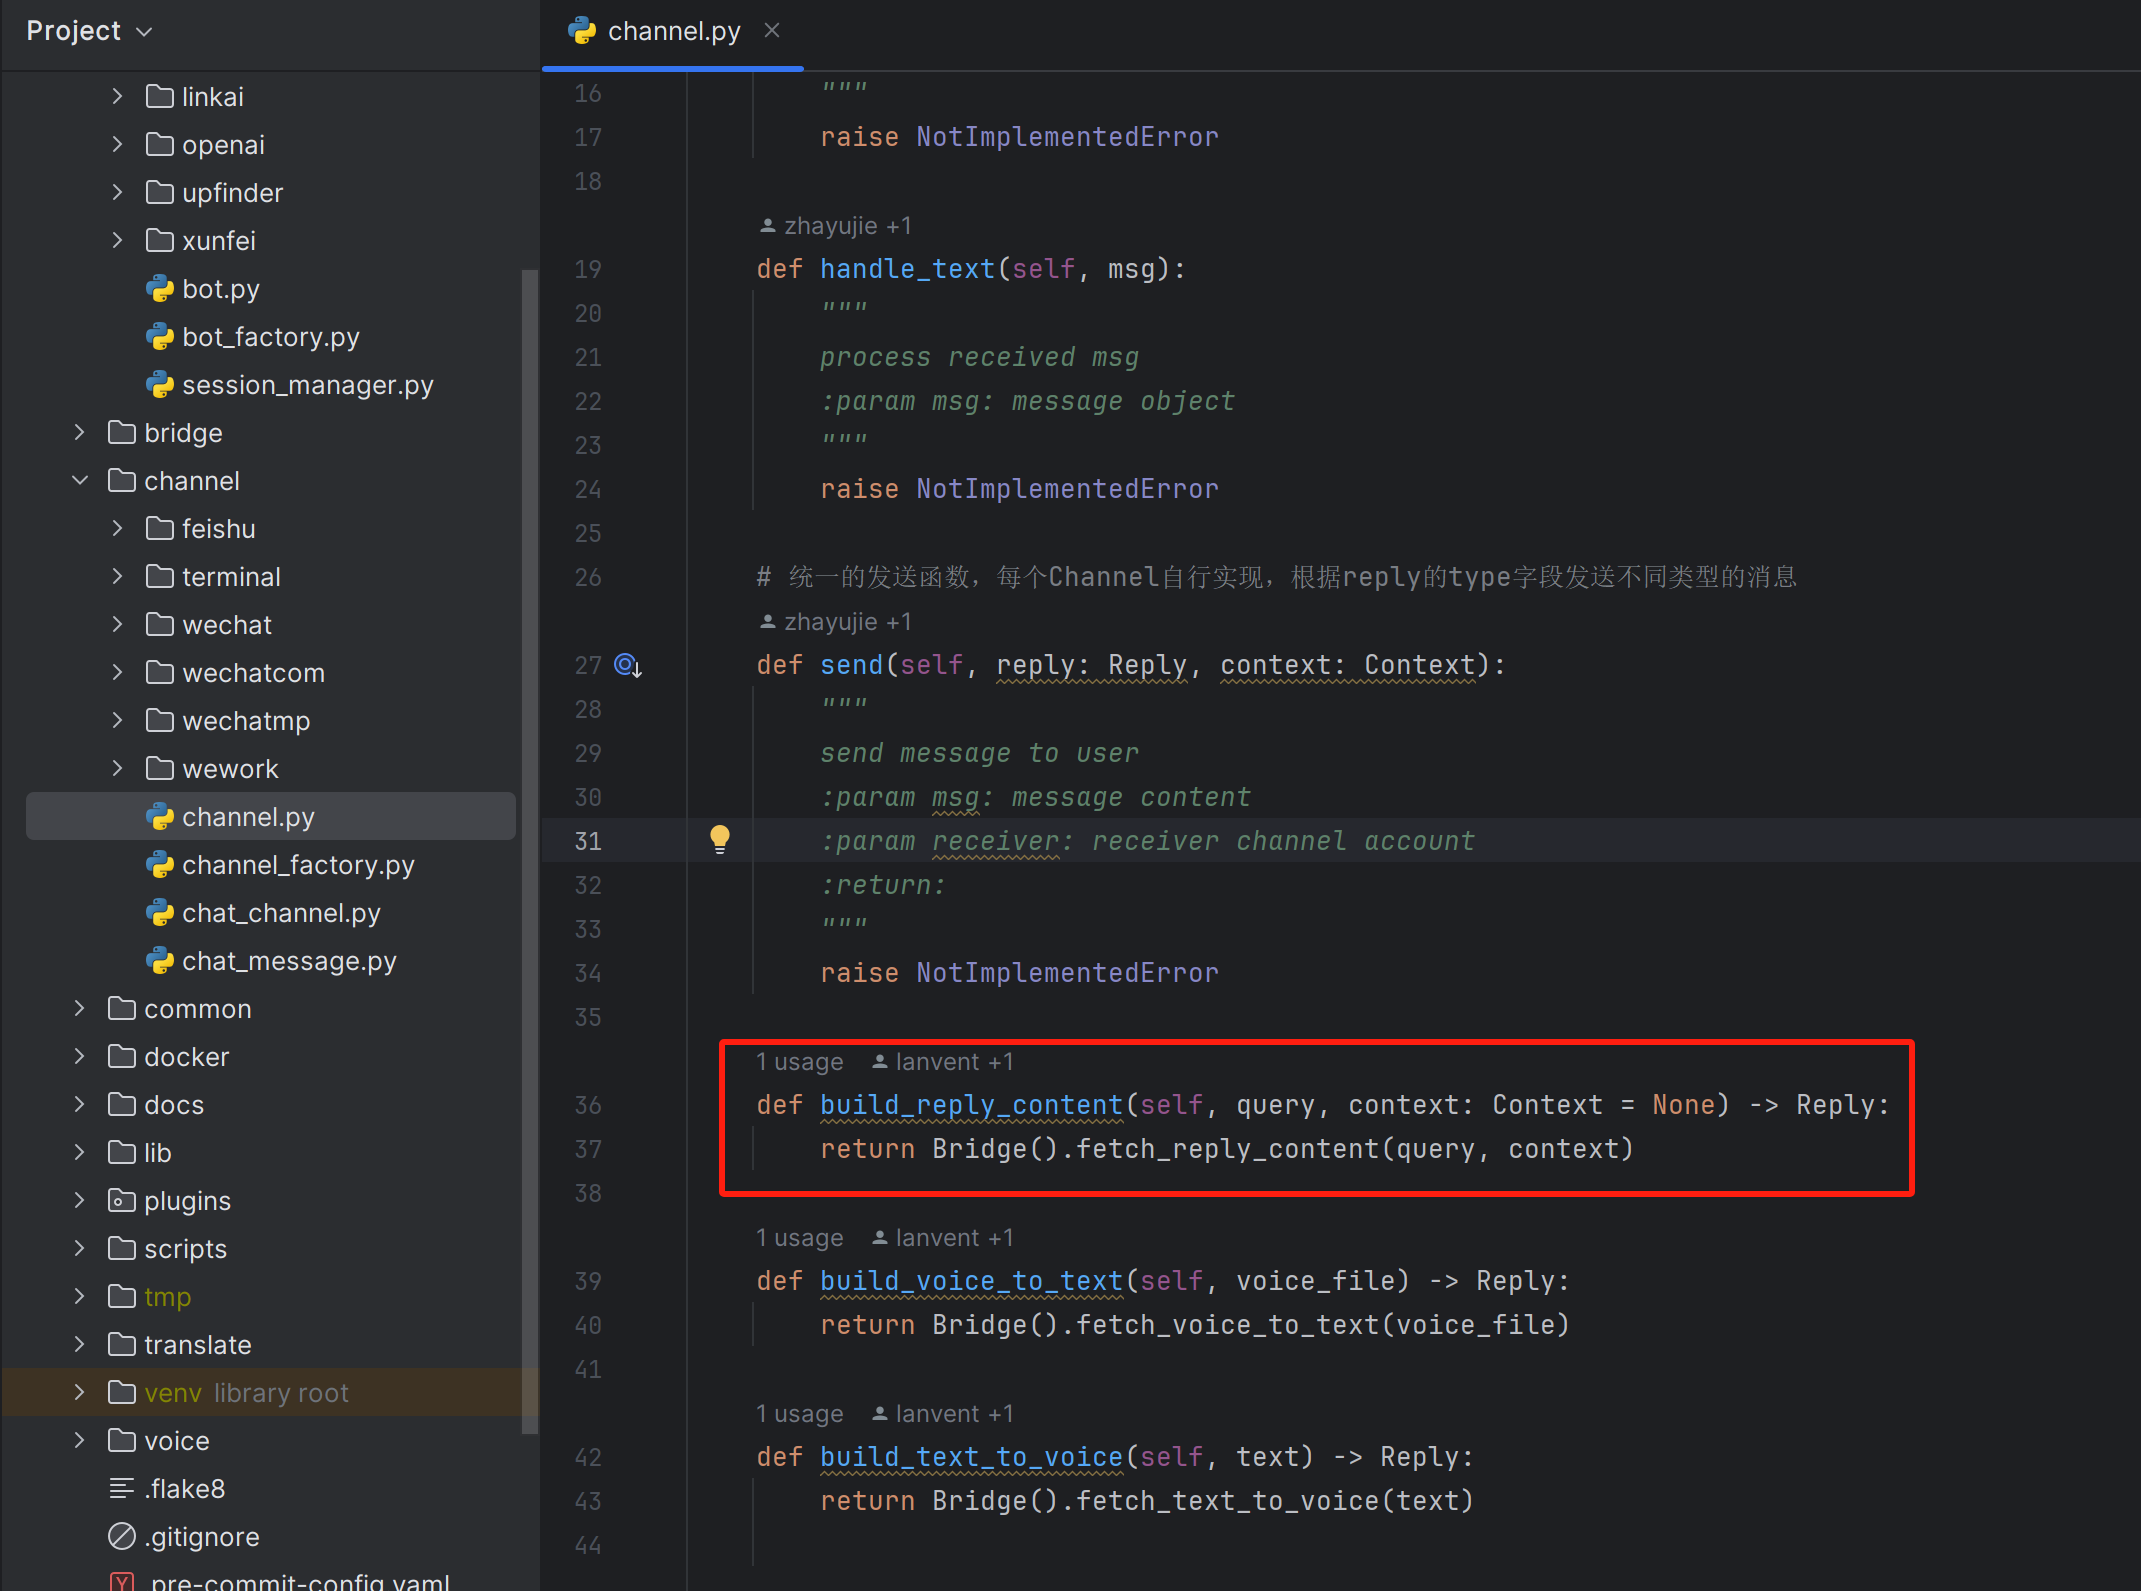 Project
linkai
openai
upfinder
xunfei
bot.py
bot_factory.py
session_manager.py
bridge
channel
feishu
terminal
wechat
wechatcom
wechatmp
wework
channel.py
channel_factory.py
chat_channel.py
chat_message.py
common
docker
docs
lib
plugins
scripts
tmp
translate
venv library root
voice
.flake8
.gitignore
.pre-commit-config.yaml
channel.py
16 """
17 raise NotImplementedError
18
zhayujie +1
19 def handle_text(self, msg):
20 """
21 process received msg
22 :param msg: message object
23 """
24 raise NotImplementedError
25
26 # 统一的发送函数，每个Channel自行实现，根据reply的type字段发送不同类型的消息
zhayujie +1
27 def send(self, reply: Reply, context: Context):
28 """
29 send message to user
30 :param msg: message content
31 :param receiver: receiver channel account
32 :return:
33 """
34 raise NotImplementedError
35
1 usage lanvent +1
36 def build_reply_content(self, query, context: Context = None) -> Reply:
37 return Bridge().fetch_reply_content(query, context)
38
1 usage lanvent +1
39 def build_voice_to_text(self, voice_file) -> Reply:
40 return Bridge().fetch_voice_to_text(voice_file)
41
1 usage lanvent +1
42 def build_text_to_voice(self, text) -> Reply:
43 return Bridge().fetch_text_to_voice(text)
44